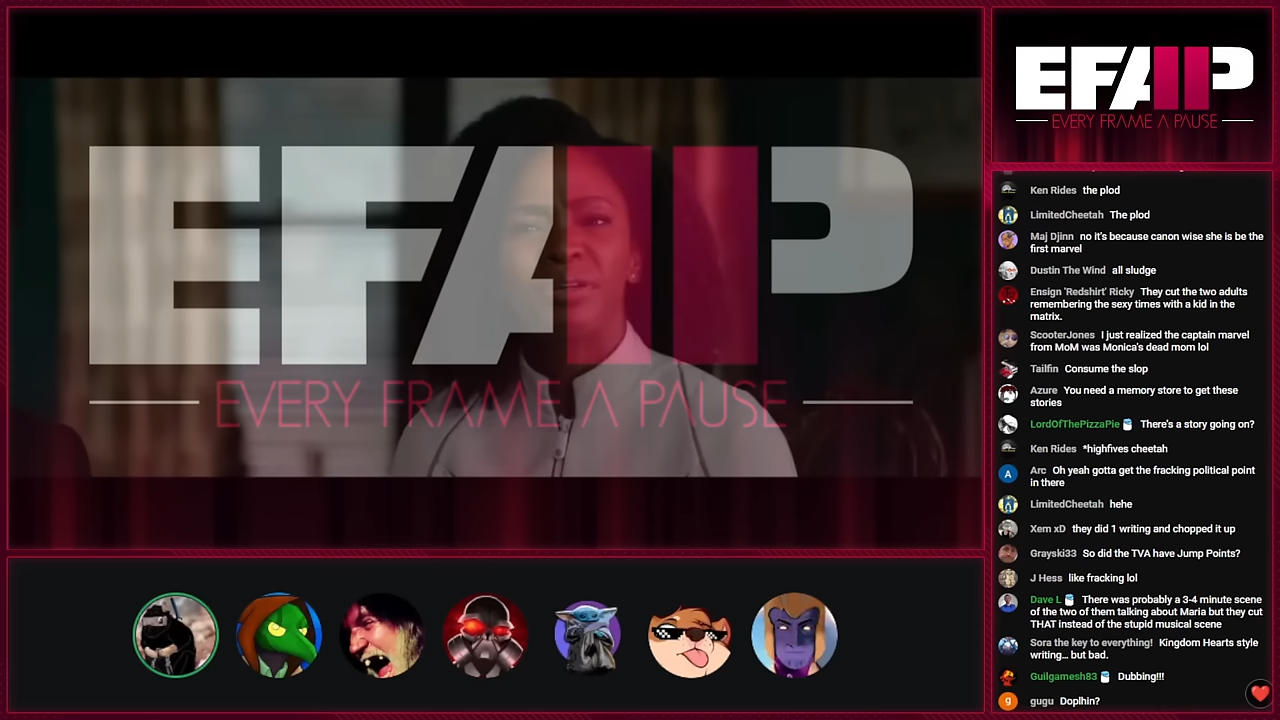 EFAP
EVERY FRAME A PAUSE
EFAP
EVERY FRAME A PAUSE
Ken Rides the plod
LimitedCheetah The plod
Maj Djinn no it's because canon wise she is be the
first marvel
Dustin The Wind all sludge
Ensign 'Redshirt' Ricky They cut the two adults
remembering the sexy times with a kid in the
matrix.
ScooterJones I just realized the captain marvel
from MoM was Monica's dead mom lol
Tailfin Consume the slop
Azure You need a memory store to get these
stories
LordOfThePizzaPie There's a story going on?
Ken Rides *highfives cheetah
A
Arc Oh yeah gotta get the fracking political point
in there
LimitedCheetah hehe
Xem xD they did 1 writing and chopped it up
Grayski33 So did the TVA have Jump Points?
J Hess like fracking lol
Dave L There was probably a 3-4 minute scene
of the two of them talking about Maria but they cut
THAT instead of the stupid musical scene
Sora the key to everything! Kingdom Hearts style
writing... but bad.
Guilgamesh83 Dubbing!!!
g
gugu Doplhin?